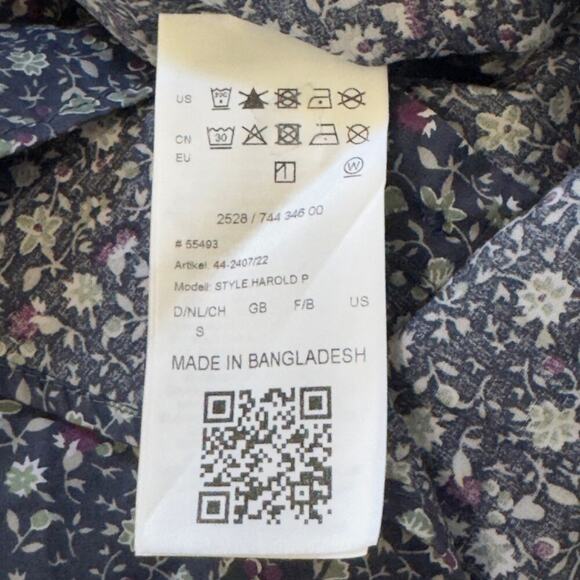 US
CN 30
EU
W
2528 / 744 346 00
# 55493
Artikel: 44-2407/22
Modell: STYLE HAROLD P
D/NL/CH GB F/B US
S
MADE IN BANGLADESH